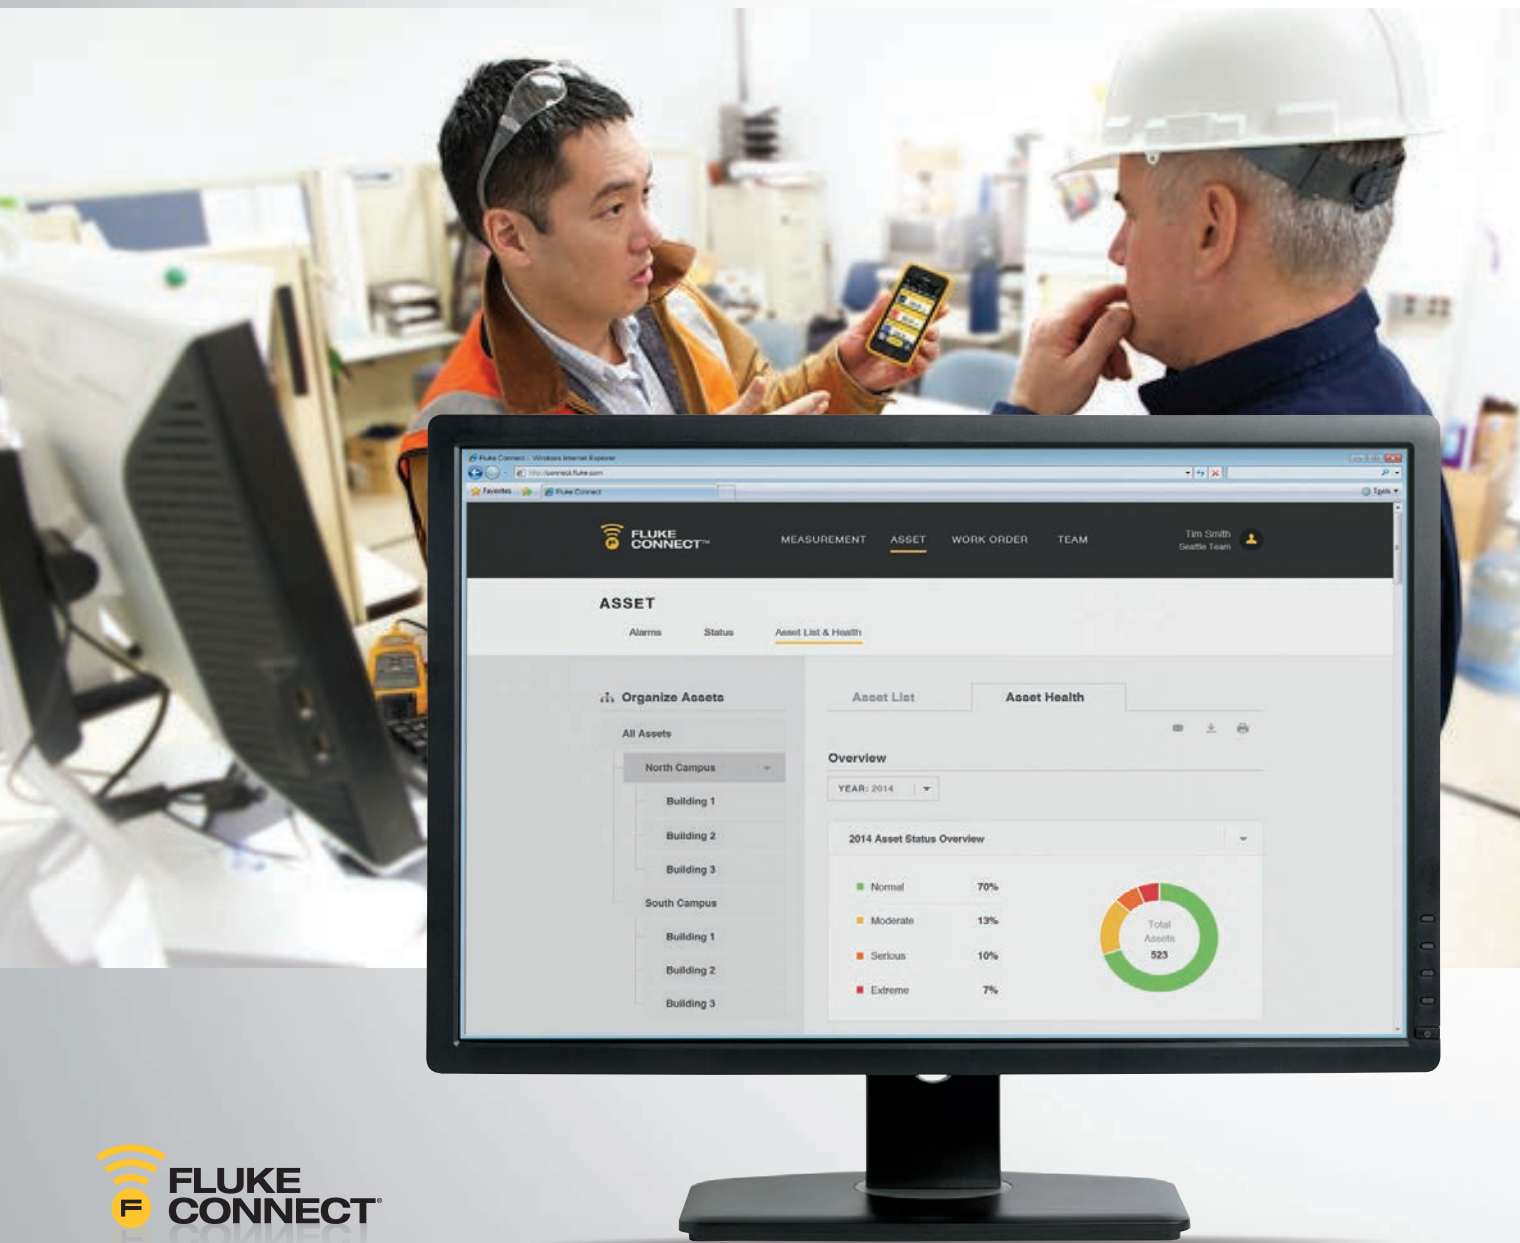 Fluke Connect - Windows Internet Explorer
http://connect.fluke.com
Favorites
Fluke Connect
Tools
FLUKE
CONNECT™
MEASUREMENT
ASSET
WORK ORDER
TEAM
Tim Smith
Seattle Team
ASSET
Alarms
Status
Asset List & Health
Organize Assets
All Assets
North Campus
Building 1
Building 2
Building 3
South Campus
Building 1
Building 2
Building 3
Asset List
Asset Health
Overview
YEAR: 2014
2014 Asset Status Overview
Normal 70%
Moderate 13%
Serious 10%
Extreme 7%
Total
Assets
523
F
FLUKE
CONNECT®